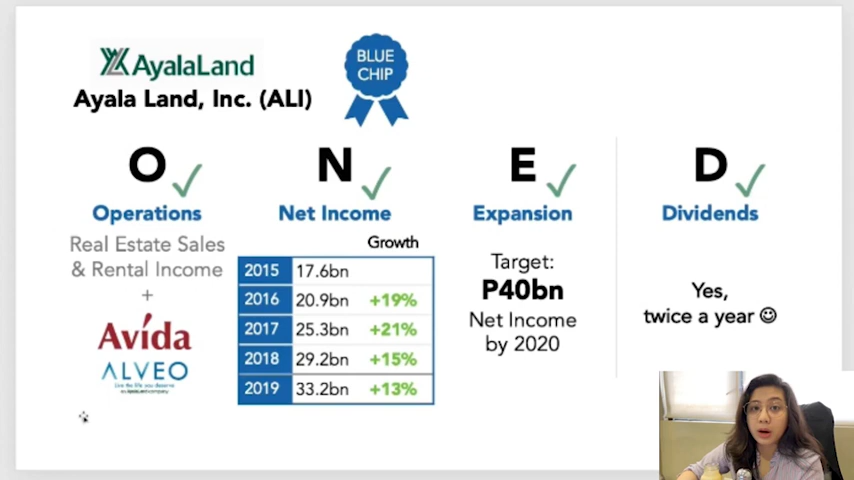 AyalaLand
Ayala Land, Inc. (ALI)
BLUE
CHIP
O
Operations
Real Estate Sales
& Rental Income
+
Avida
ALVEO
N
Net Income
Growth
2015 17.6bn
2016 20.9bn +19%
2017 25.3bn +21%
2018 29.2bn +15%
2019 33.2bn +13%
E
Expansion
Target:
P40bn
Net Income
by 2020
D
Dividends
Yes,
twice a year ☺